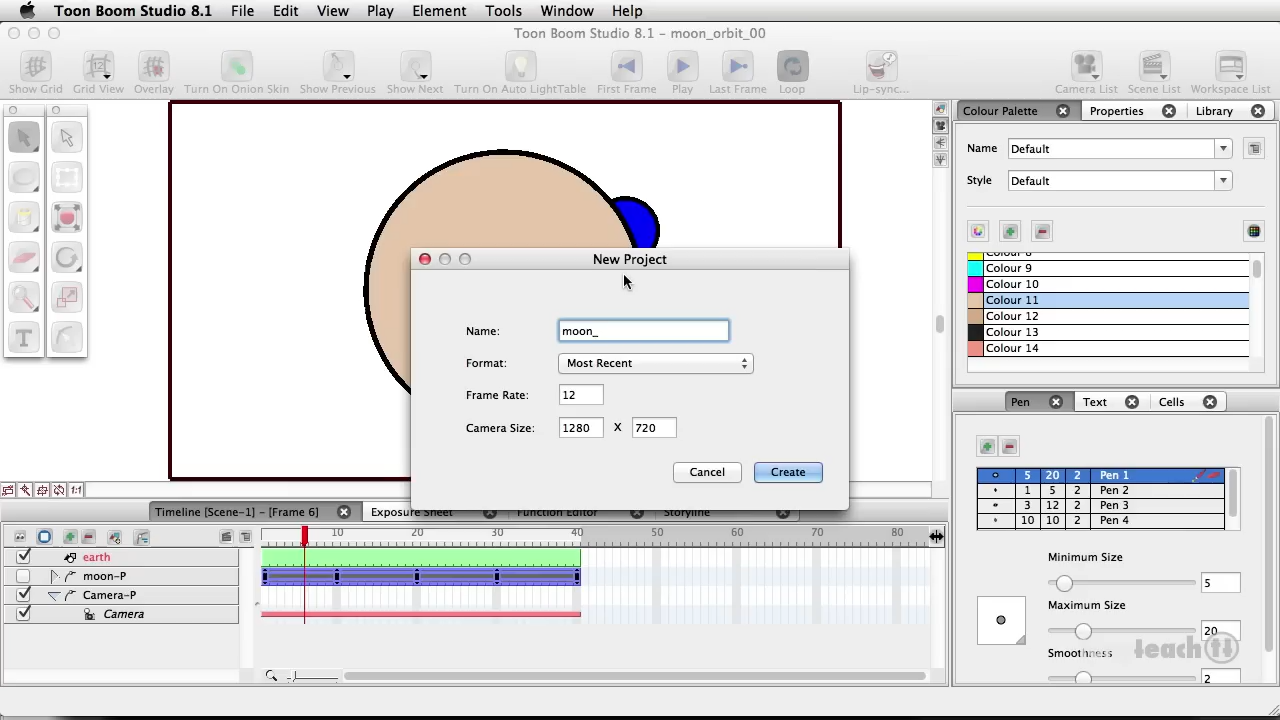 Toon Boom Studio 8.1 File Edit View Play Element Tools Window Help
Toon Boom Studio 8.1 - moon_orbit_00
Show Grid Grid View Overlay Turn On Onion Skin Show Previous Show Next Turn On Auto LightTable First Frame Play Last Frame Loop Lip-sync... Camera List Scene List Workspace List
Colour Palette Properties Library
Name Default
Style Default
Colour 8
Colour 9
Colour 10
Colour 11
Colour 12
Colour 13
Colour 14
New Project
Name: moon_
Format: Most Recent
Frame Rate: 12
Camera Size: 1280 X 720
Cancel Create
Pen Text Cells
5 20 2 Pen 1
1 5 2 Pen 2
3 12 2 Pen 3
10 10 2 Pen 4
Minimum Size
5
Maximum Size
20
Smoothness
2
teach
1:1
Timeline [Scene-1] - [Frame 6] Exposure Sheet Function Editor Storyline
10 20 30 40 50 60 70 80
earth
moon-P
Camera-P
Camera